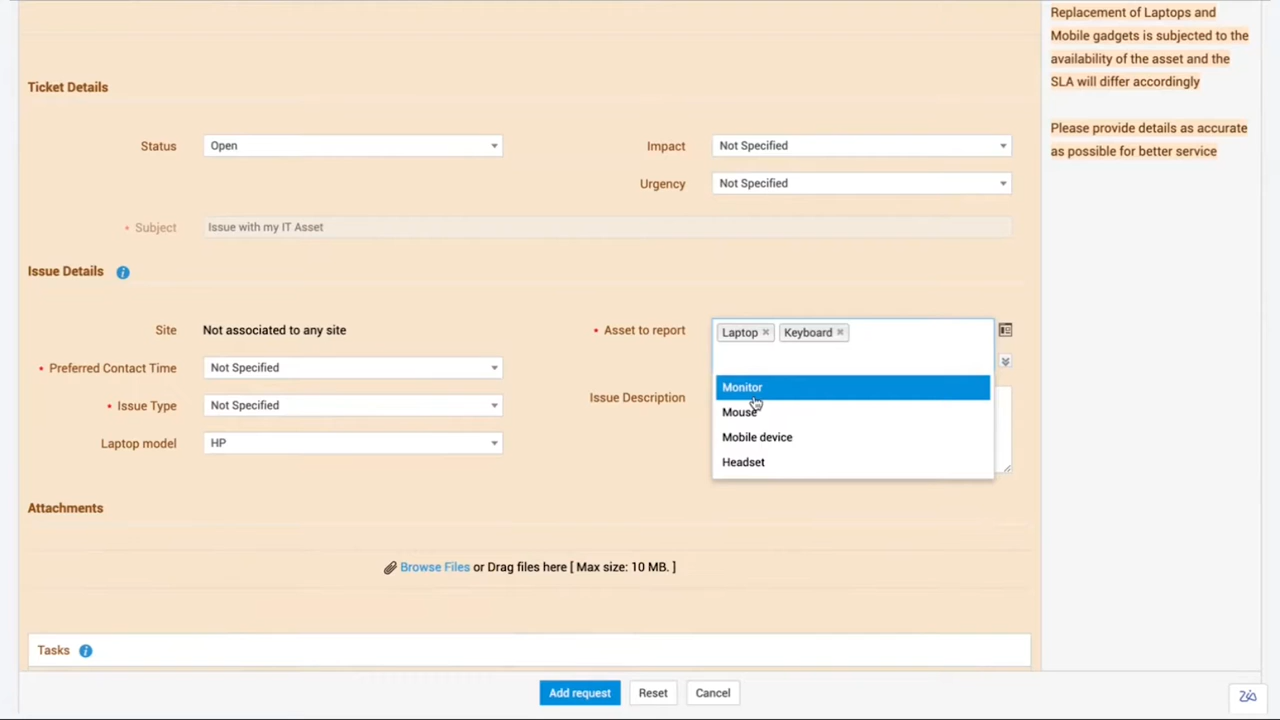 Replacement of Laptops and
Mobile gadgets is subjected to the
availability of the asset and the
SLA will differ accordingly
Please provide details as accurate
as possible for better service
Ticket Details
Status Open
Impact Not Specified
Urgency Not Specified
* Subject Issue with my IT Asset
Issue Details
Site Not associated to any site
* Asset to report Laptop × Keyboard ×
* Preferred Contact Time Not Specified
Monitor
* Issue Type Not Specified
Issue Description
Mouse
Mobile device
Laptop model HP
Headset
Attachments
Browse Files or Drag files here [ Max size: 10 MB. ]
Tasks
Add request Reset Cancel